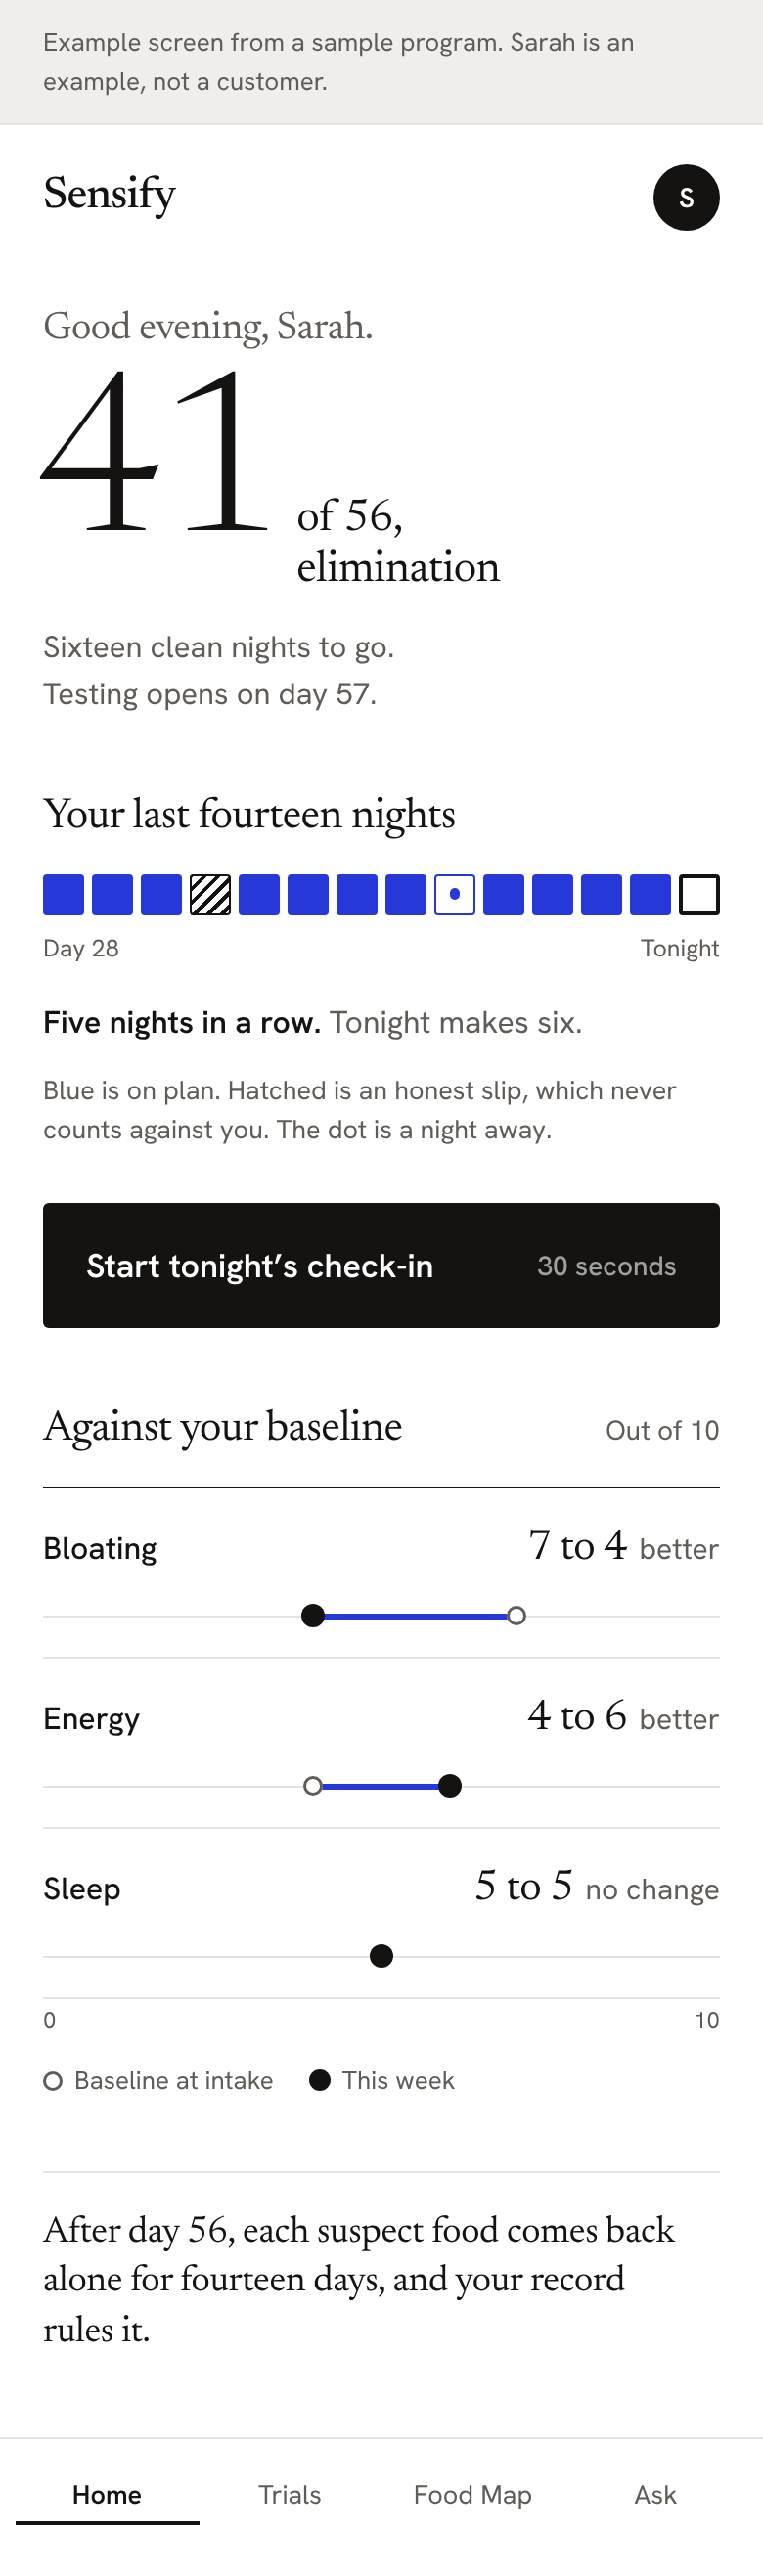 Example screen from a sample program. Sarah is an
example, not a customer.
Sensify
S
Good evening, Sarah.
41 of 56,
elimination
Sixteen clean nights to go.
Testing opens on day 57.
Your last fourteen nights
Day 28
Tonight
Five nights in a row. Tonight makes six.
Blue is on plan. Hatched is an honest slip, which never
counts against you. The dot is a night away.
Start tonight’s check-in
30 seconds
Against your baseline
Out of 10
Bloating
7 to 4 better
Energy
4 to 6 better
Sleep
5 to 5 no change
0
10
Baseline at intake
This week
After day 56, each suspect food comes back
alone for fourteen days, and your record
rules it.
Home
Trials
Food Map
Ask